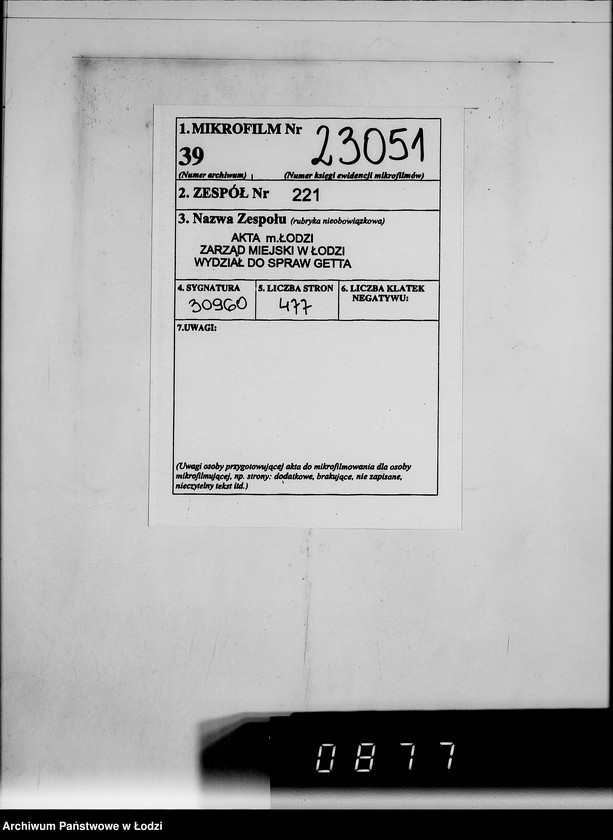 1. MIKROFILM Nr 23051
39
(Numer archiwum) (Numer księgi ewidencji mikrofilmów)
2. ZESPÓŁ Nr 221
3. Nazwa Zespołu (rubryka nieobowiązkowa)
AKTA m.ŁODZI
ZARZĄD MIEJSKI W ŁODZI
WYDZIAŁ DO SPRAW GETTA
4. SYGNATURA 5. LICZBA STRON 6. LICZBA KLATEK
NEGATYWU:
30960 477
7.UWAGI:
(Uwagi osoby przygotowującej akta do mikrofilmowania dla osoby
mikrofilmującej, np. strony: dodatkowe, brakujące, nie zapisane,
nieczytelny tekst itd.)
0877
Archiwum Państwowe w Łodzi